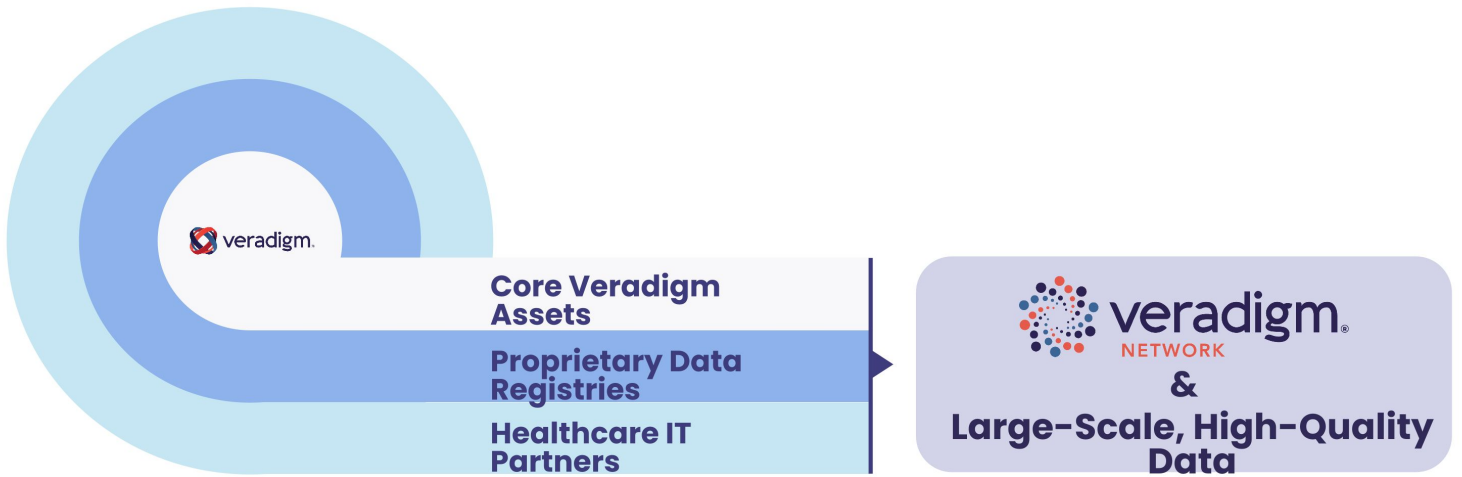 veradigm.
Core Veradigm
Assets
Proprietary Data
Registries
Healthcare IT
Partners
veradigm®
NETWORK
&
Large-Scale, High-Quality
Data